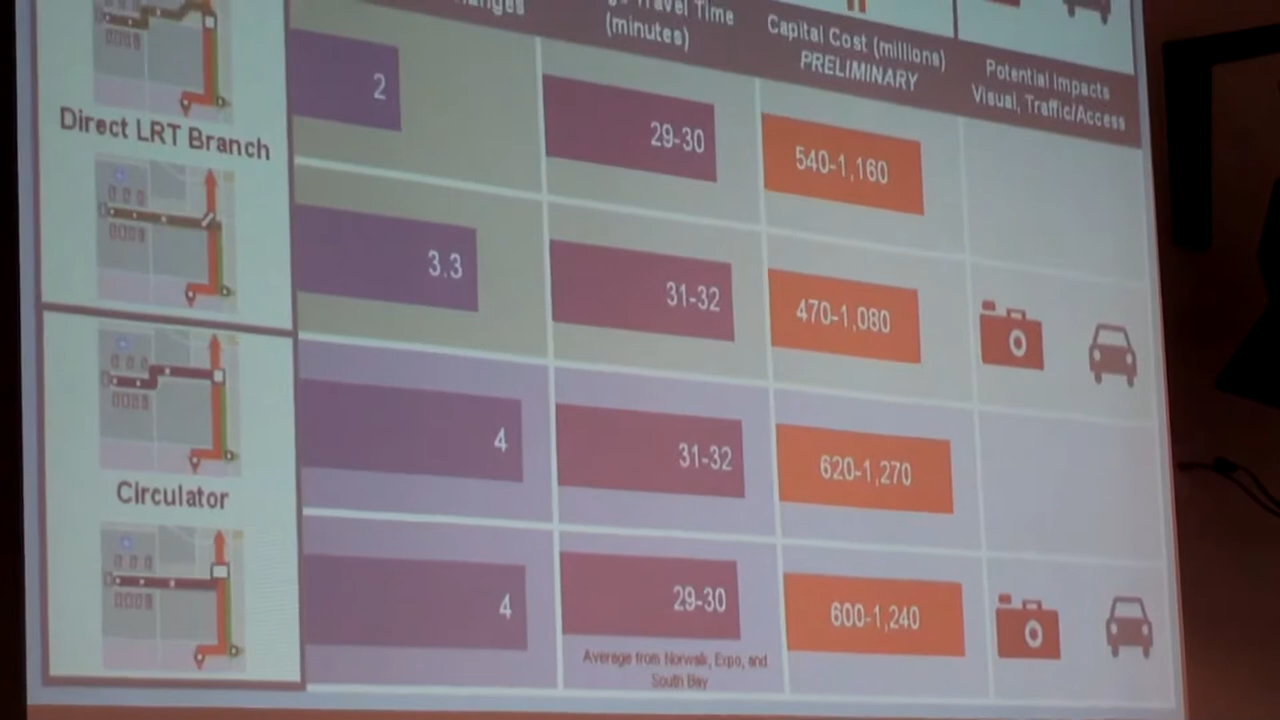 Travel Time
(minutes)
Capital Cost (millions)
PRELIMINARY
Potential Impacts
Visual, Traffic/Access
2
29-30
540-1,160
Direct LRT Branch
3.3
31-32
470-1,080
4
31-32
620-1,270
Circulator
4
29-30
600-1,240
Average from Norwalk, Expo, and
South Bay